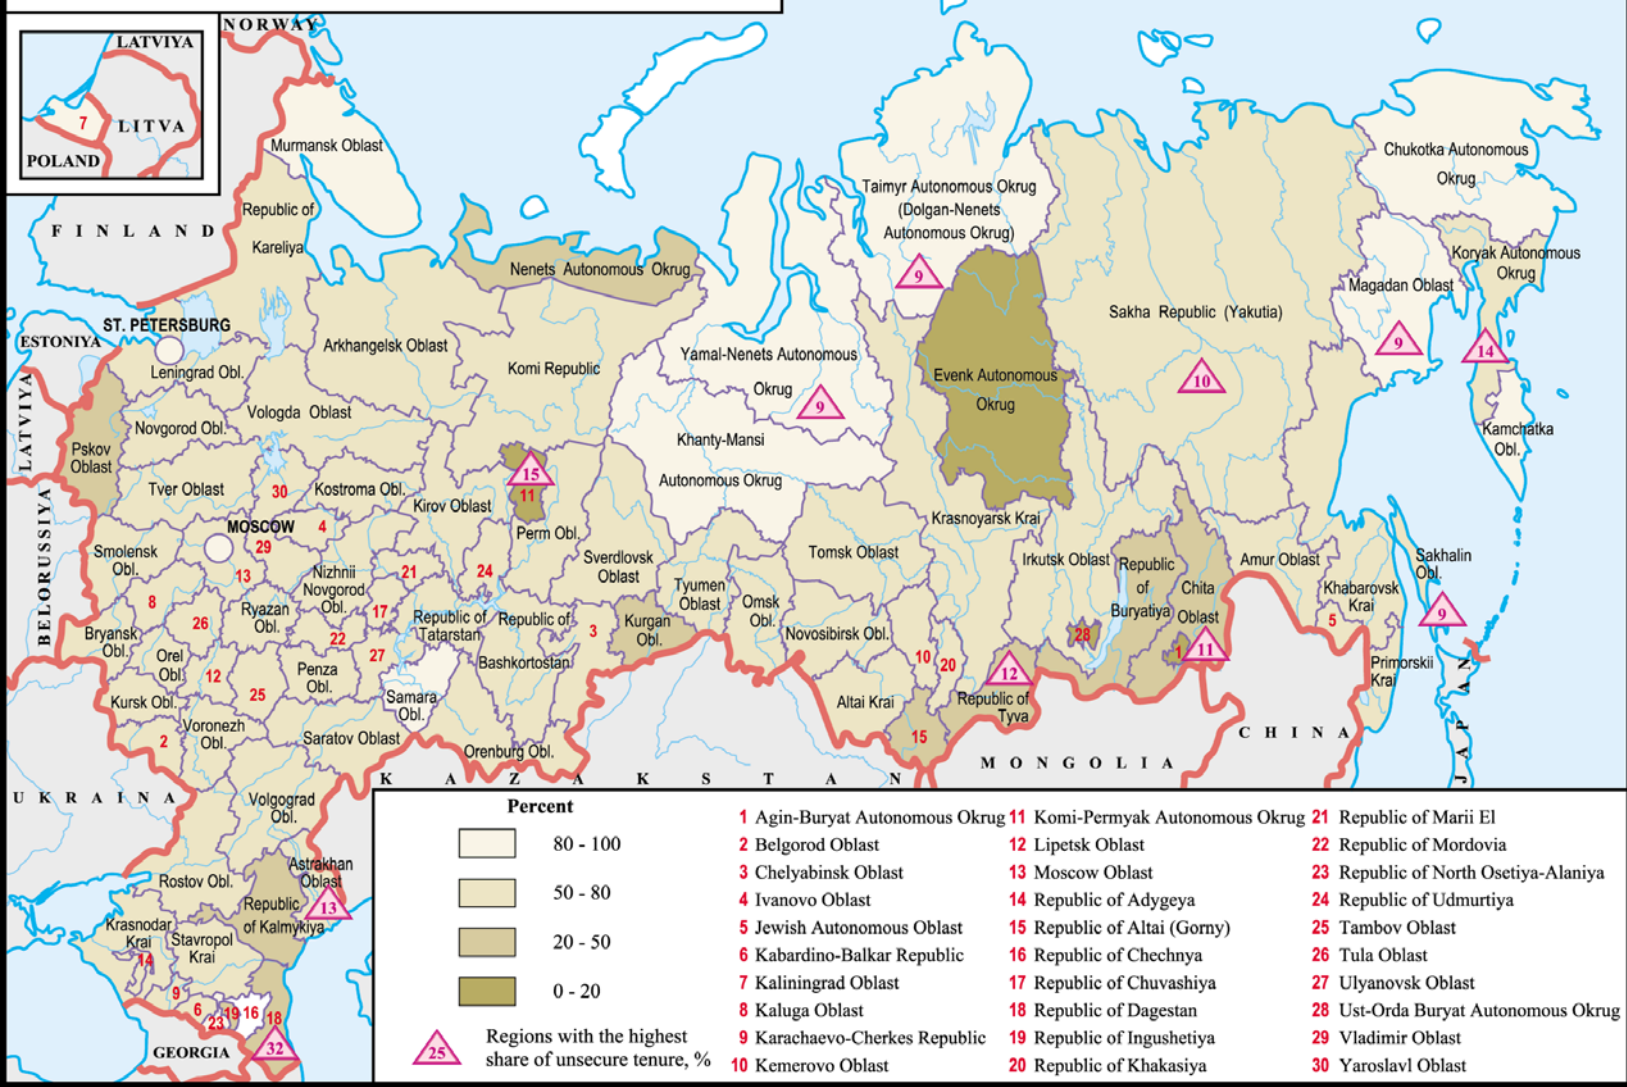 NORWAY
LATVIYA
7
LITVA
POLAND
FINLAND
Murmansk Oblast
Republic of
Kareliya
Nenets Autonomous Okrug
Taimyr Autonomous Okrug
(Dolgan-Nenets
Autonomous Okrug)
9
Chukotka Autonomous
Okrug
Koryak Autonomous
Okrug
Magadan Oblast
9
14
Kamchatka
Obl.
Sakha Republic (Yakutia)
10
ESTONIYA
ST. PETERSBURG
Leningrad Obl.
Arkhangelsk Oblast
Komi Republic
Yamal-Nenets Autonomous
Okrug
9
Evenk Autonomous
Okrug
LATVIYA
Pskov
Oblast
Novgorod Obl.
Vologda Oblast
Khanty-Mansi
Autonomous Okrug
Tver Oblast
30
Kostroma Obl.
Kirov Oblast
15
11
Perm Obl.
Krasnoyarsk Krai
BELORUSSIYA
MOSCOW
29
4
13
Smolensk
Obl.
8
26
Ryazan
Obl.
Nizhnii
Novgorod
Obl.
21
17
24
Sverdlovsk
Oblast
Tyumen
Oblast
Omsk
Obl.
Tomsk Oblast
Novosibirsk Obl.
Irkutsk Oblast
Republic
of
Buryatiya
Chita
Oblast
Amur Oblast
Khabarovsk
Krai
5
Sakhalin
Obl.
9
Primorskii
Krai
Bryansk
Obl.
Orel
Obl.
12
22
27
Republic of
Tatarstan
Republic of
Bashkortostan
3
Kurgan
Obl.
10
20
28
1
11
12
Republic of
Tyva
Kursk Obl.
25
Penza
Obl.
Samara
Obl.
Altai Krai
15
2
Voronezh
Obl.
Saratov Oblast
Orenburg Obl.
KAZAKSTAN
MONGOLIA
CHINA
JAPAN
UKRAINA
Volgograd
Obl.
Rostov Obl.
Astrakhan
Oblast
13
Republic
of Kalmykiya
Krasnodar
Krai
14
Stavropol
Krai
9
6
23
19
16
18
32
GEORGIA
Percent
80 - 100
50 - 80
20 - 50
0 - 20
25
Regions with the highest
share of unsecure tenure, %
1 Agin-Buryat Autonomous Okrug
2 Belgorod Oblast
3 Chelyabinsk Oblast
4 Ivanovo Oblast
5 Jewish Autonomous Oblast
6 Kabardino-Balkar Republic
7 Kaliningrad Oblast
8 Kaluga Oblast
9 Karachaevo-Cherkes Republic
10 Kemerovo Oblast
11 Komi-Permyak Autonomous Okrug
12 Lipetsk Oblast
13 Moscow Oblast
14 Republic of Adygeya
15 Republic of Altai (Gorny)
16 Republic of Chechnya
17 Republic of Chuvashiya
18 Republic of Dagestan
19 Republic of Ingushetiya
20 Republic of Khakasiya
21 Republic of Marii El
22 Republic of Mordovia
23 Republic of North Osetiya-Alaniya
24 Republic of Udmurtiya
25 Tambov Oblast
26 Tula Oblast
27 Ulyanovsk Oblast
28 Ust-Orda Buryat Autonomous Okrug
29 Vladimir Oblast
30 Yaroslavl Oblast